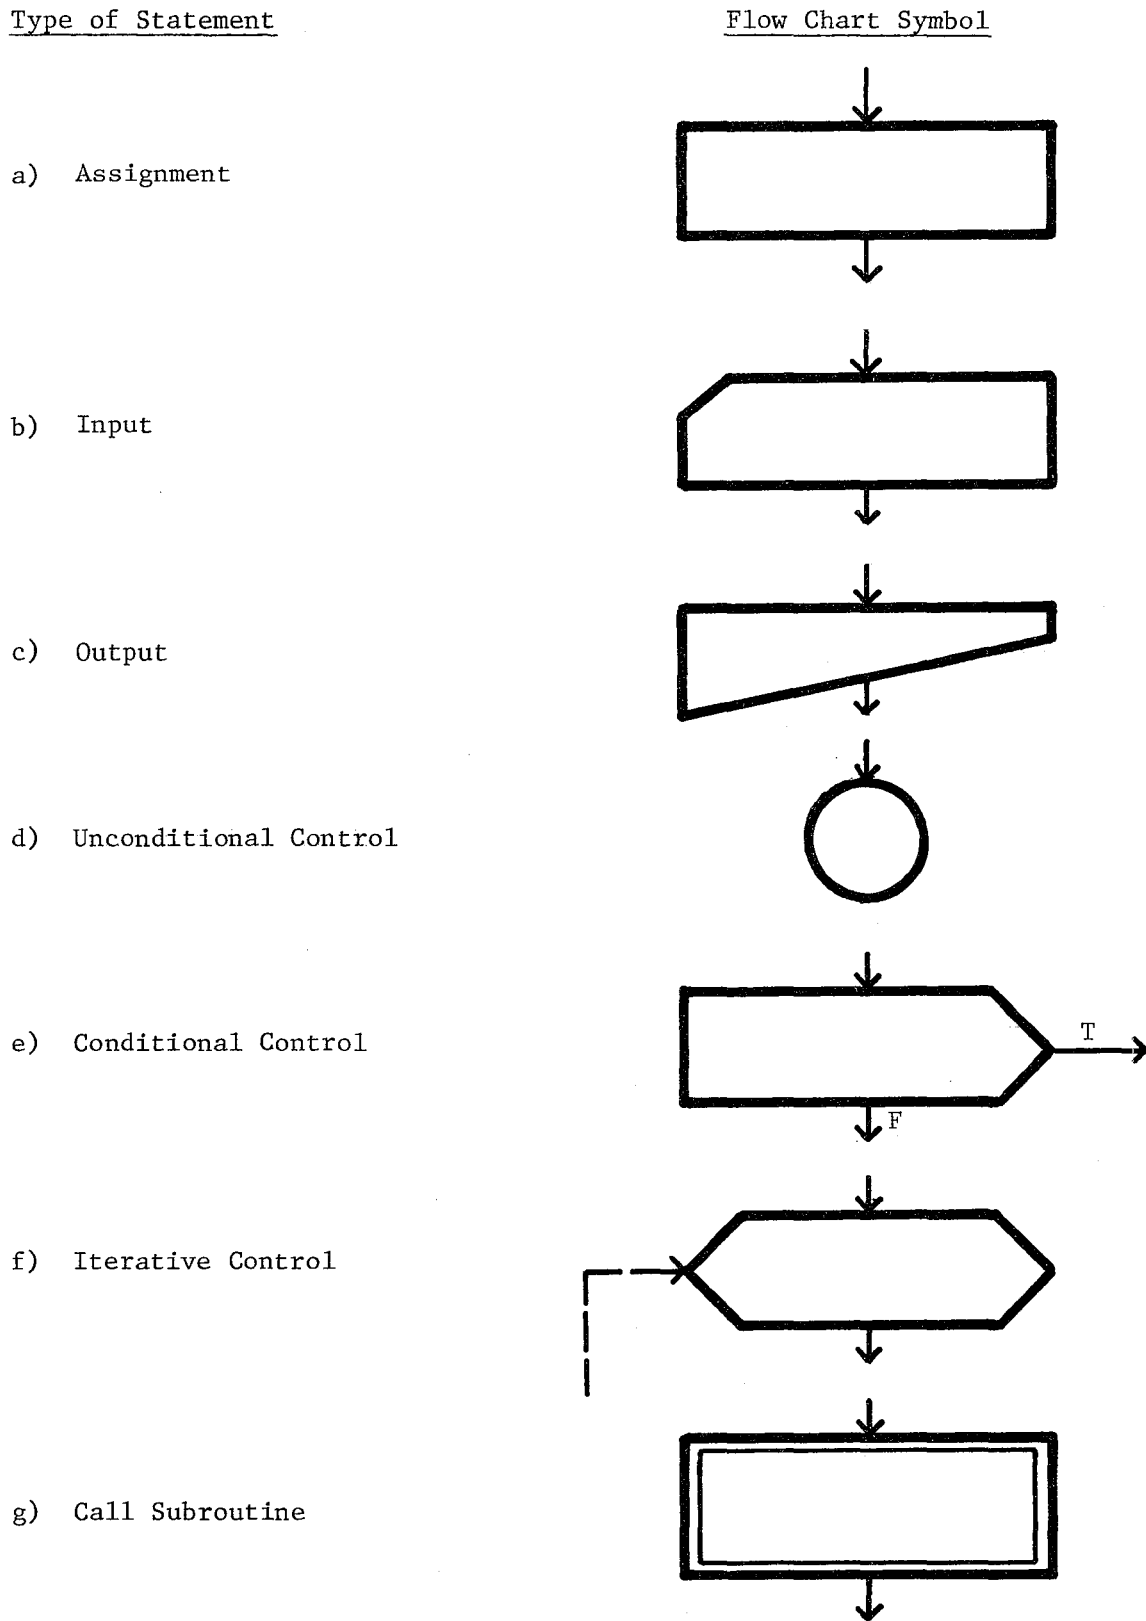 Type of Statement Flow Chart Symbol
a) Assignment
b) Input
c) Output
d) Unconditional Control
e) Conditional Control
T
F
f) Iterative Control
g) Call Subroutine